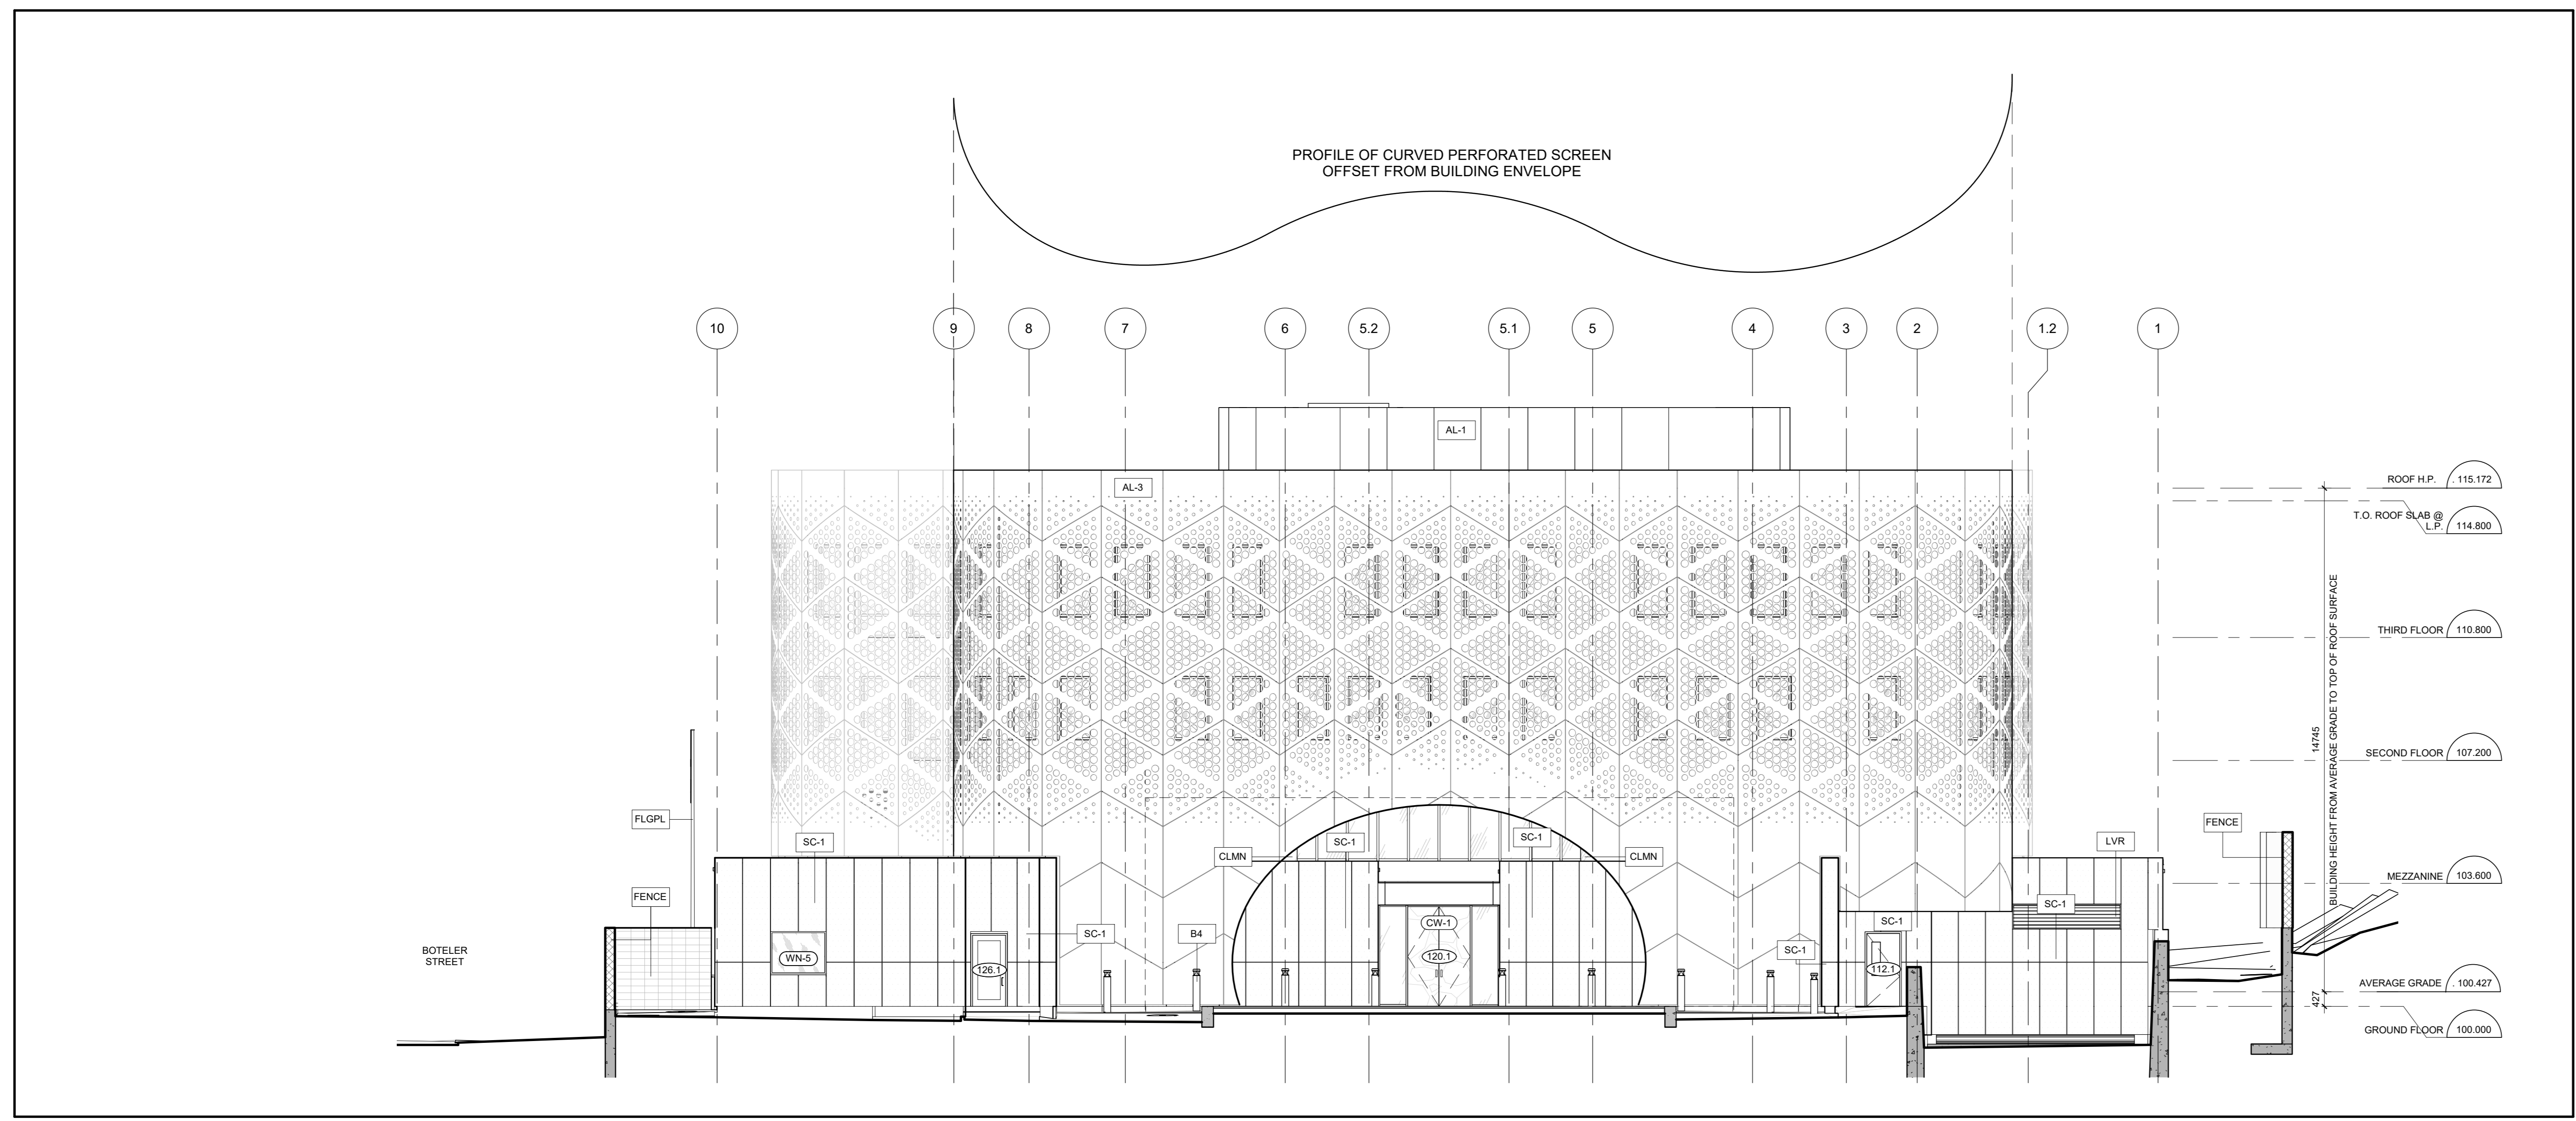 PROFILE OF CURVED PERFORATED SCREEN
OFFSET FROM BUILDING ENVELOPE
10
9
8
7
6
5.2
5.1
5
4
3
2
1.2
1
AL-1
AL-3
ROOF H.P. 115.172
T.O. ROOF SLAB @
L.P. 114.800
THIRD FLOOR 110.800
SECOND FLOOR 107.200
MEZZANINE 103.600
AVERAGE GRADE 100.427
GROUND FLOOR 100.000
14745
BUILDING HEIGHT FROM AVERAGE GRADE TO TOP OF ROOF SURFACE
427
FLGPL
FENCE
SC-1
WN-5
126.1
SC-1
B4
CLMN
SC-1
SC-1
CLMN
CW-1
120.1
SC-1
SC-1
112.1
SC-1
LVR
FENCE
BOTELER
STREET